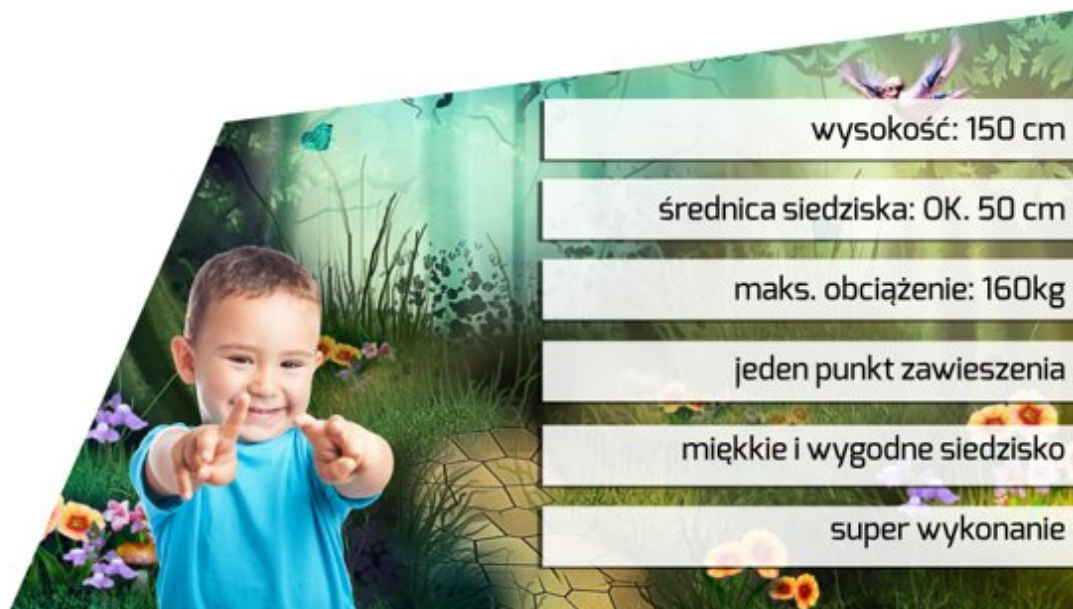 wysokość: 150 cm
średnica siedziska: OK. 50 cm
maks. obciążenie: 160kg
jeden punkt zawieszenia
miękkie i wygodne siedzisko
super wykonanie